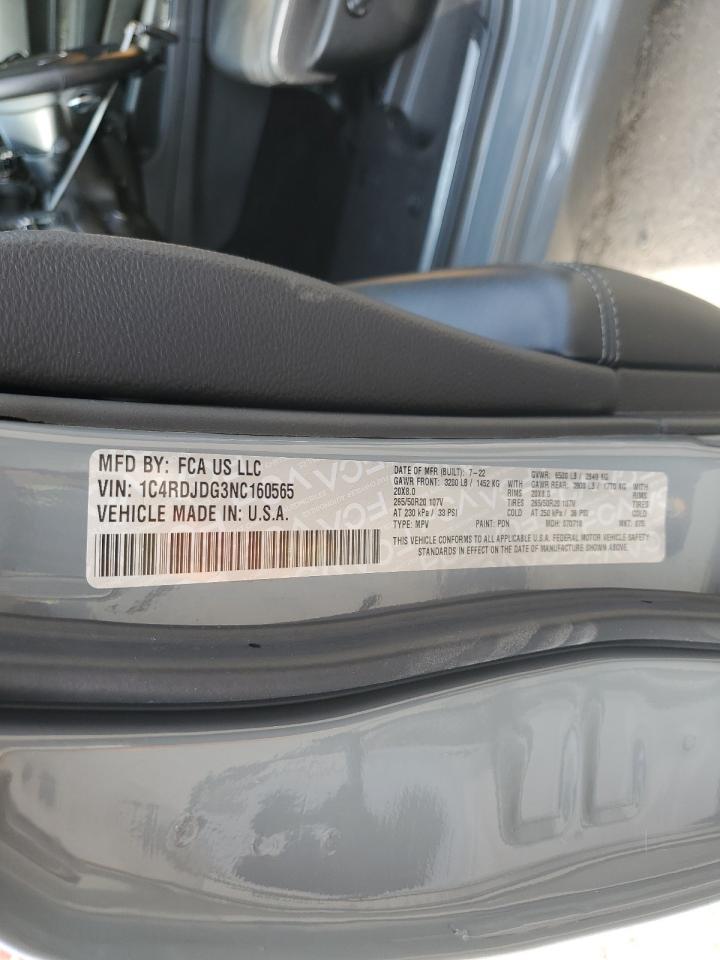 MFD BY: FCA US LLC
VIN: 1C4RDJDG3NC160565
VEHICLE MADE IN: U.S.A.
DATE OF MFR (BUILT): 7-22 GVWR: 6500 LB / 2949 KG
GAWR FRONT: 3200 LB / 1452 KG WITH GAWR REAR: 3900 LB / 1770 KG WITH
20X8.0 RIMS 20X8.0 RIMS
265/50R20 107V TIRES 265/50R20 107V TIRES
AT 230 kPa / 33 PSI COLD AT 250 kPa / 36 PSI COLD
TYPE: MPV PAINT: PDN MDH: 070718
THIS VEHICLE CONFORMS TO ALL APPLICABLE U.S.A. FEDERAL MOTOR VEHICLE SAFETY
STANDARDS IN EFFECT ON THE DATE OF MANUFACTURE SHOWN ABOVE.